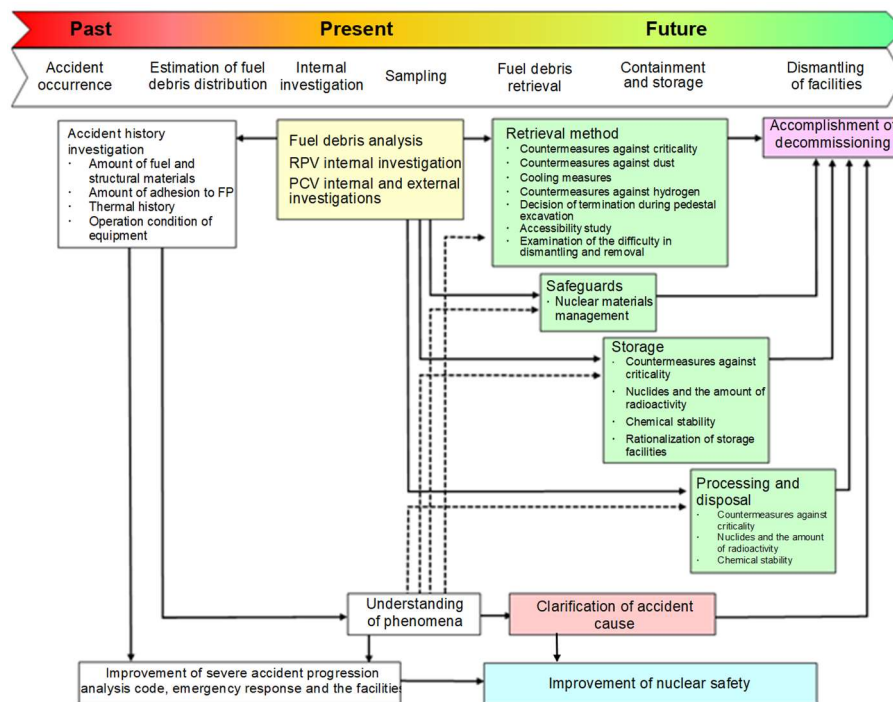 Past
Present
Future
Accident
occurrence
Estimation of fuel
debris distribution
Internal
investigation
Sampling
Fuel debris
retrieval
Containment
and storage
Dismantling
of facilities
Accident history
investigation
· Amount of fuel and
structural materials
· Amount of adhesion to FP
· Thermal history
· Operation condition of
equipment
Fuel debris analysis
RPV internal investigation
PCV internal and external
investigations
Retrieval method
· Countermeasures against criticality
· Countermeasures against dust
· Cooling measures
· Countermeasures against hydrogen
· Decision of termination during pedestal
excavation
· Accessibility study
· Examination of the difficulty in
dismantling and removal
Accomplishment of
decommissioning
Safeguards
· Nuclear materials
management
Storage
· Countermeasures against
criticality
· Nuclides and the amount of
radioactivity
· Chemical stability
· Rationalization of storage
facilities
Processing and
disposal
· Countermeasures against
criticality
· Nuclides and the amount
of radioactivity
· Chemical stability
Understanding
of phenomena
Clarification of accident
cause
Improvement of severe accident progression
analysis code, emergency response and the facilities
Improvement of nuclear safety